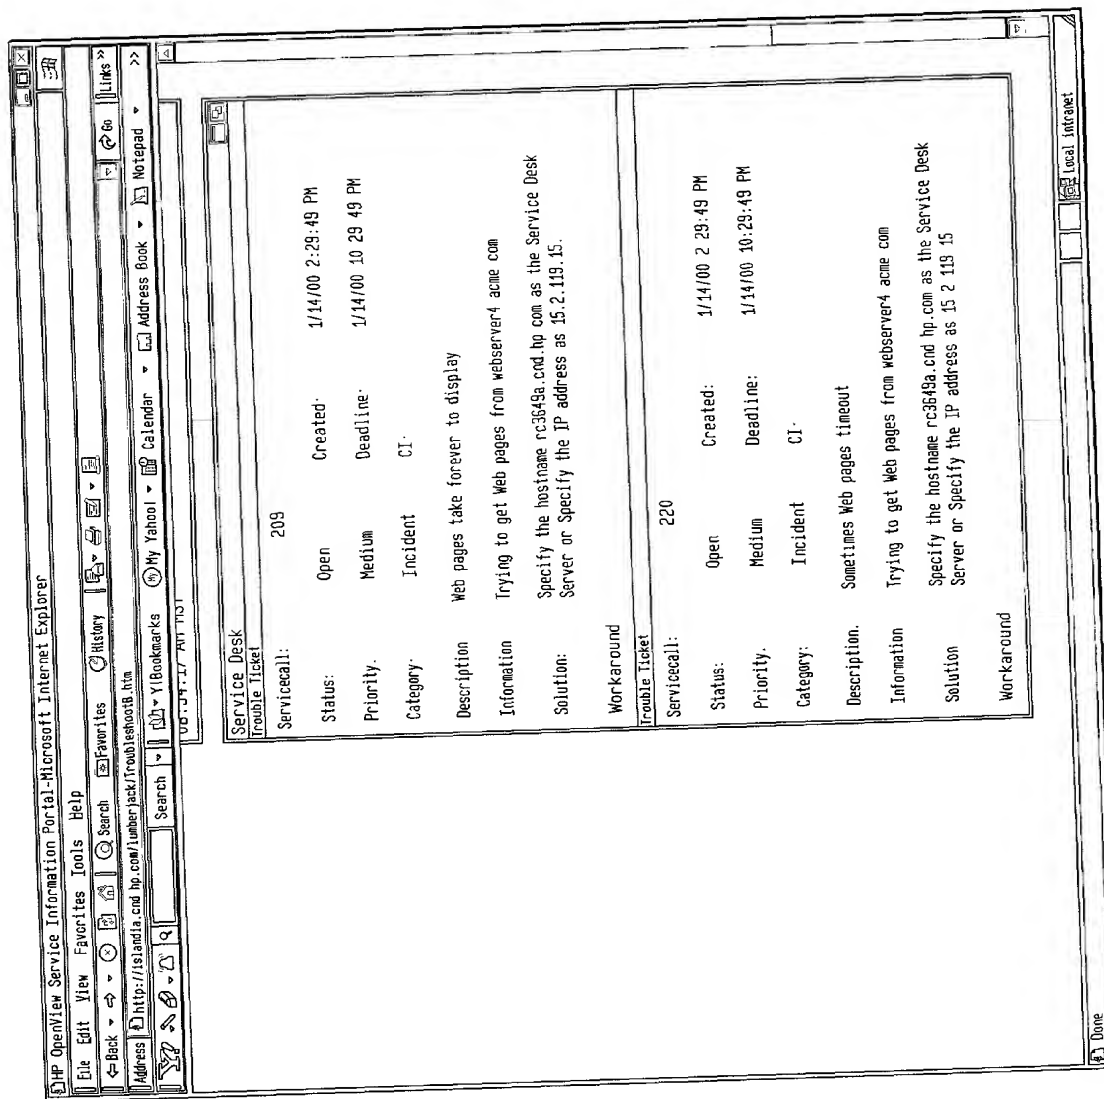 HP OpenView Service Information Portal-Microsoft Internet Explorer
File Edit View Favorites Tools Help
Back Search Favorites History
Address http://islandia.cnd hp.com/lumberjack/TroubleshootB.htm Go Links »
Y! Search Y!Bookmarks My Yahoo! Calendar Address Book Notepad »
08:54:17 AM MST
Service Desk
Trouble Ticket
Servicecall: 209
Status: Open Created· 1/14/00 2:29:49 PM
Priority. Medium Deadline· 1/14/00 10 29 49 PM
Category· Incident CI·
Description Web pages take forever to display
Information Trying to get Web pages from webserver4 acme com
Solution: Specify the hostname rc3649a.cnd.hp com as the Service Desk
Server or Specify the IP address as 15.2.119.15.
Workaround
Trouble Ticket
Servicecall: 220
Status: Open Created: 1/14/00 2 29:49 PM
Priority. Medium Deadline: 1/14/00 10:29:49 PM
Category: Incident CI·
Description. Sometimes Web pages timeout
Information Trying to get Web pages from webserver4 acme com
Solution Specify the hostname rc3649a.cnd hp.com as the Service Desk
Server or Specify the IP address as 15 2 119 15
Workaround
Done Local intranet